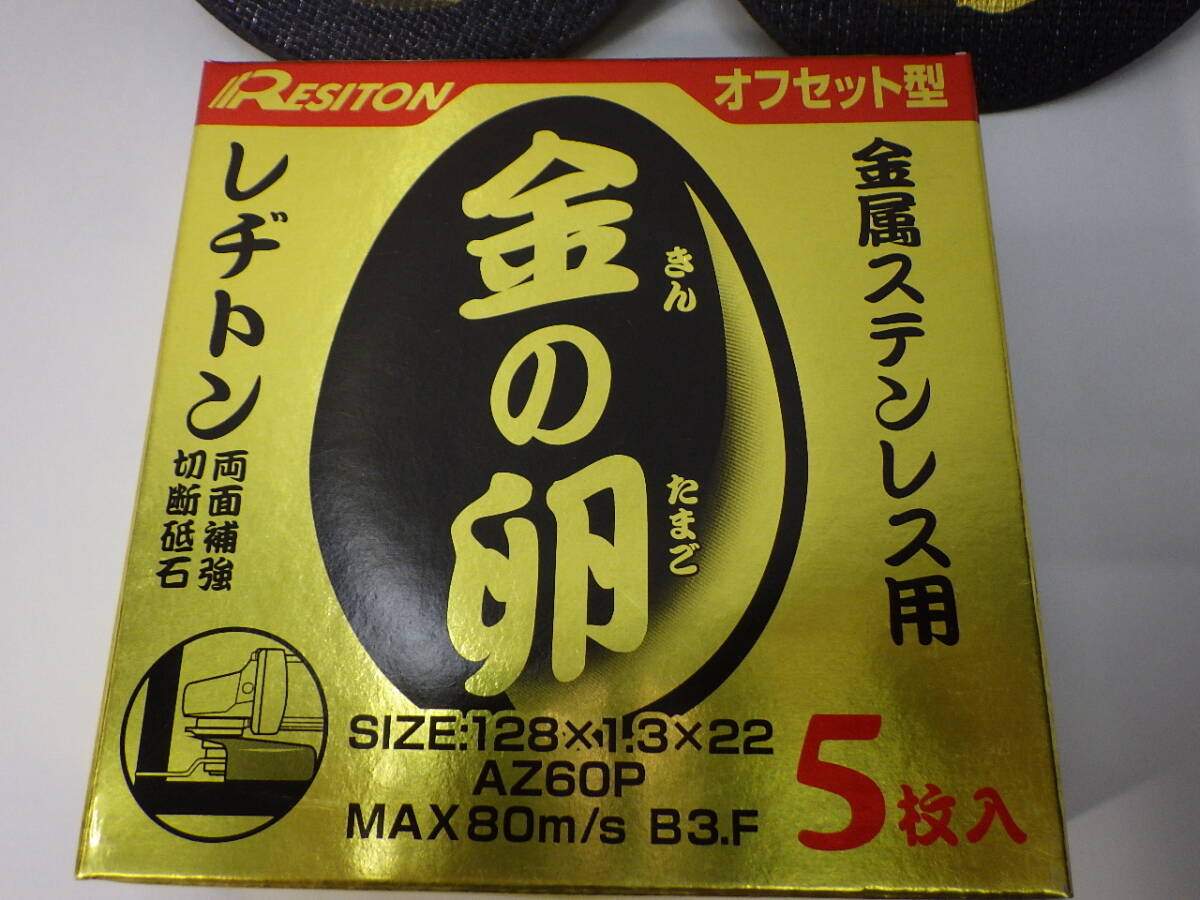 RESITON
オフセット型
金属ステンレス用
金の卵
きん
たまご
レヂトン
両面補強
切断砥石
SIZE:128×1.3×22
AZ60P
MAX80m/s B3.F
5枚入